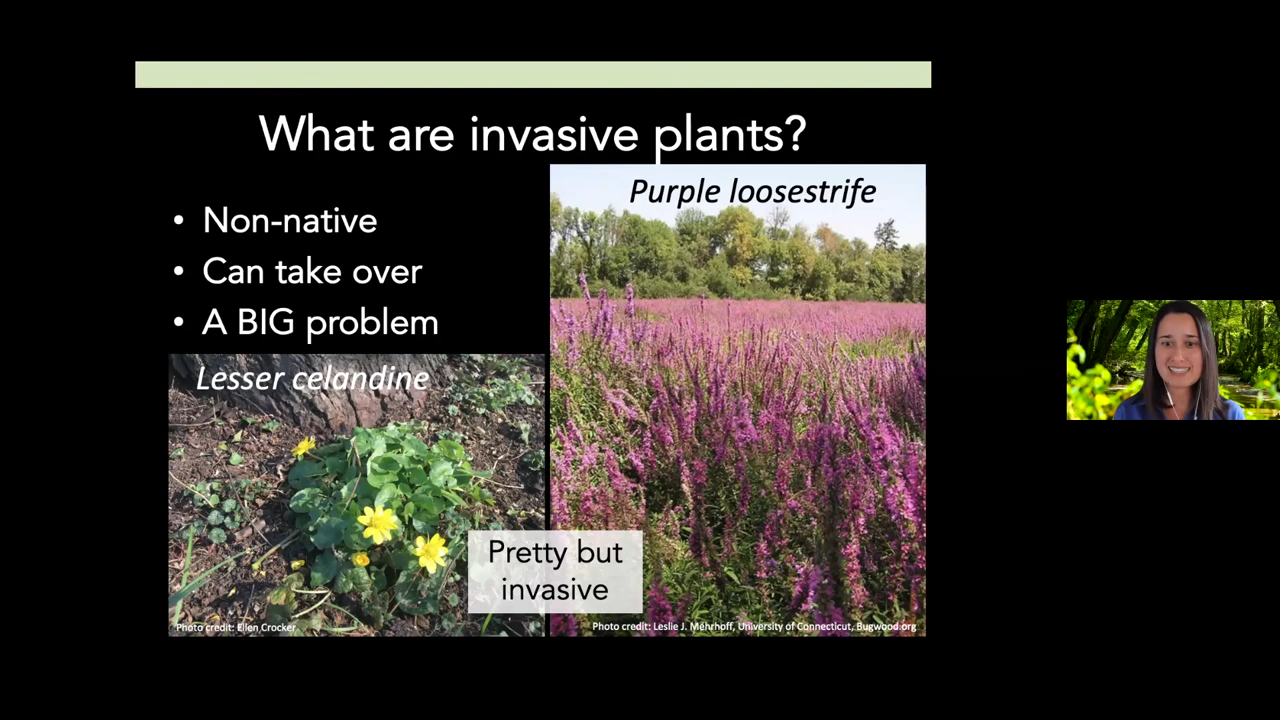 What are invasive plants?
• Non-native
• Can take over
• A BIG problem
Purple loosestrife
Lesser celandine
Pretty but
invasive
Photo credit: Ellen Crocker
Photo credit: Leslie J. Mehrhoff, University of Connecticut, Bugwood.org